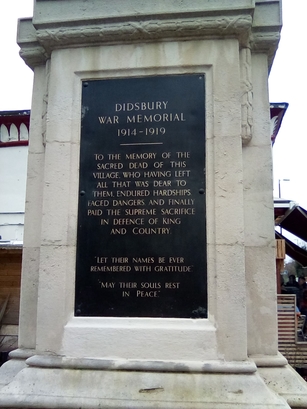 DIDSBURY
WAR MEMORIAL
1914-1919
TO THE MEMORY OF THE
SACRED DEAD OF THIS
VILLAGE WHO HAVING LEFT
ALL THAT WAS DEAR TO
THEM, ENDURED HARDSHIPS,
FACED DANGERS AND FINALLY
PAID THE SUPREME SACRIFICE
IN DEFENCE OF KING
AND COUNTRY
"LET THEIR NAMES BE EVER
REMEMBERED WITH GRATITUDE"
"MAY THEIR SOULS REST
IN PEACE."